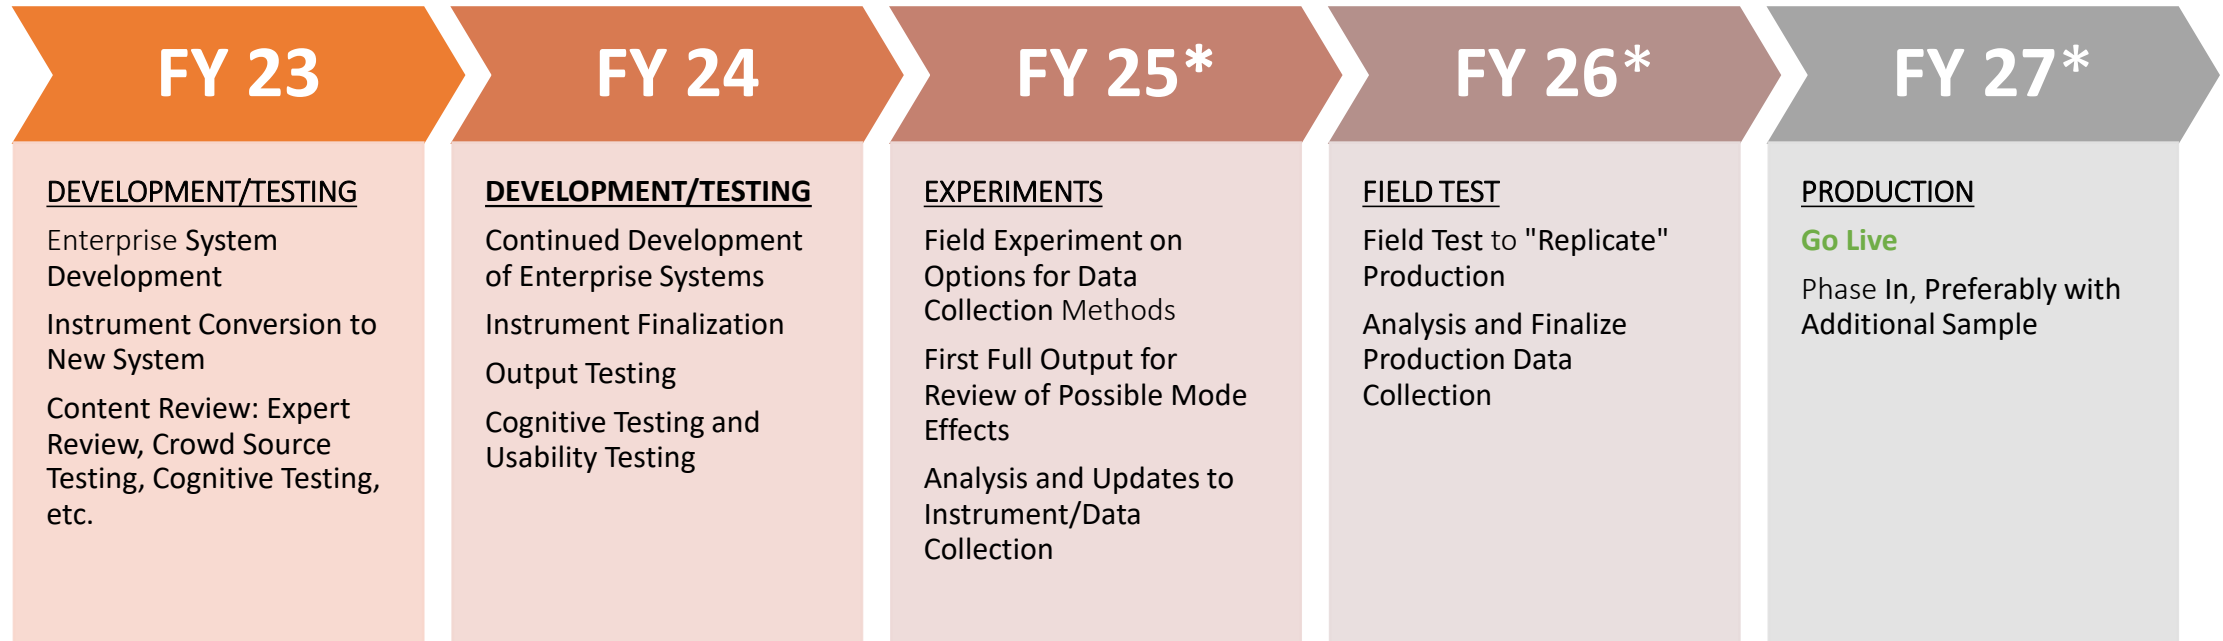 FY 23
DEVELOPMENT/TESTING
Enterprise System
Development
Instrument Conversion to
New System
Content Review: Expert
Review, Crowd Source
Testing, Cognitive Testing,
etc.
FY 24
DEVELOPMENT/TESTING
Continued Development
of Enterprise Systems
Instrument Finalization
Output Testing
Cognitive Testing and
Usability Testing
FY 25*
EXPERIMENTS
Field Experiment on
Options for Data
Collection Methods
First Full Output for
Review of Possible Mode
Effects
Analysis and Updates to
Instrument/Data
Collection
FY 26*
FIELD TEST
Field Test to "Replicate"
Production
Analysis and Finalize
Production Data
Collection
FY 27*
PRODUCTION
Go Live
Phase In, Preferably with
Additional Sample